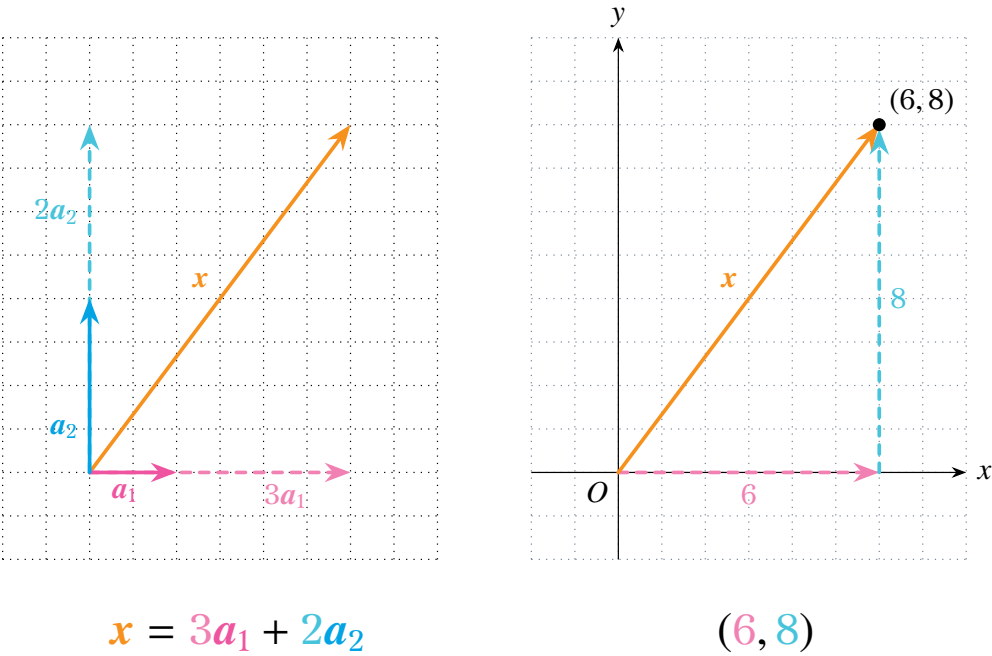 y
(6, 8)
2a₂
x
x
8
a₂
x
O
a₁
3a₁
6
x = 3a₁ + 2a₂
(6, 8)